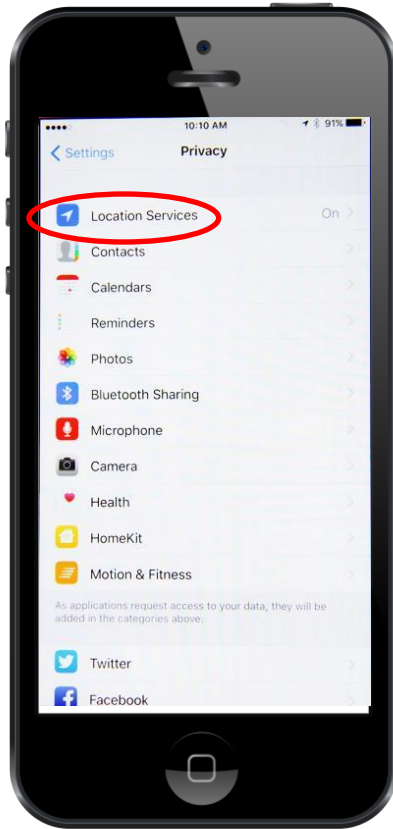 10:10 AM
91%
Settings
Privacy
Location Services
On
Contacts
Calendars
Reminders
Photos
Bluetooth Sharing
Microphone
Camera
Health
HomeKit
Motion & Fitness
As applications request access to your data, they will be
added in the categories above.
Twitter
Facebook